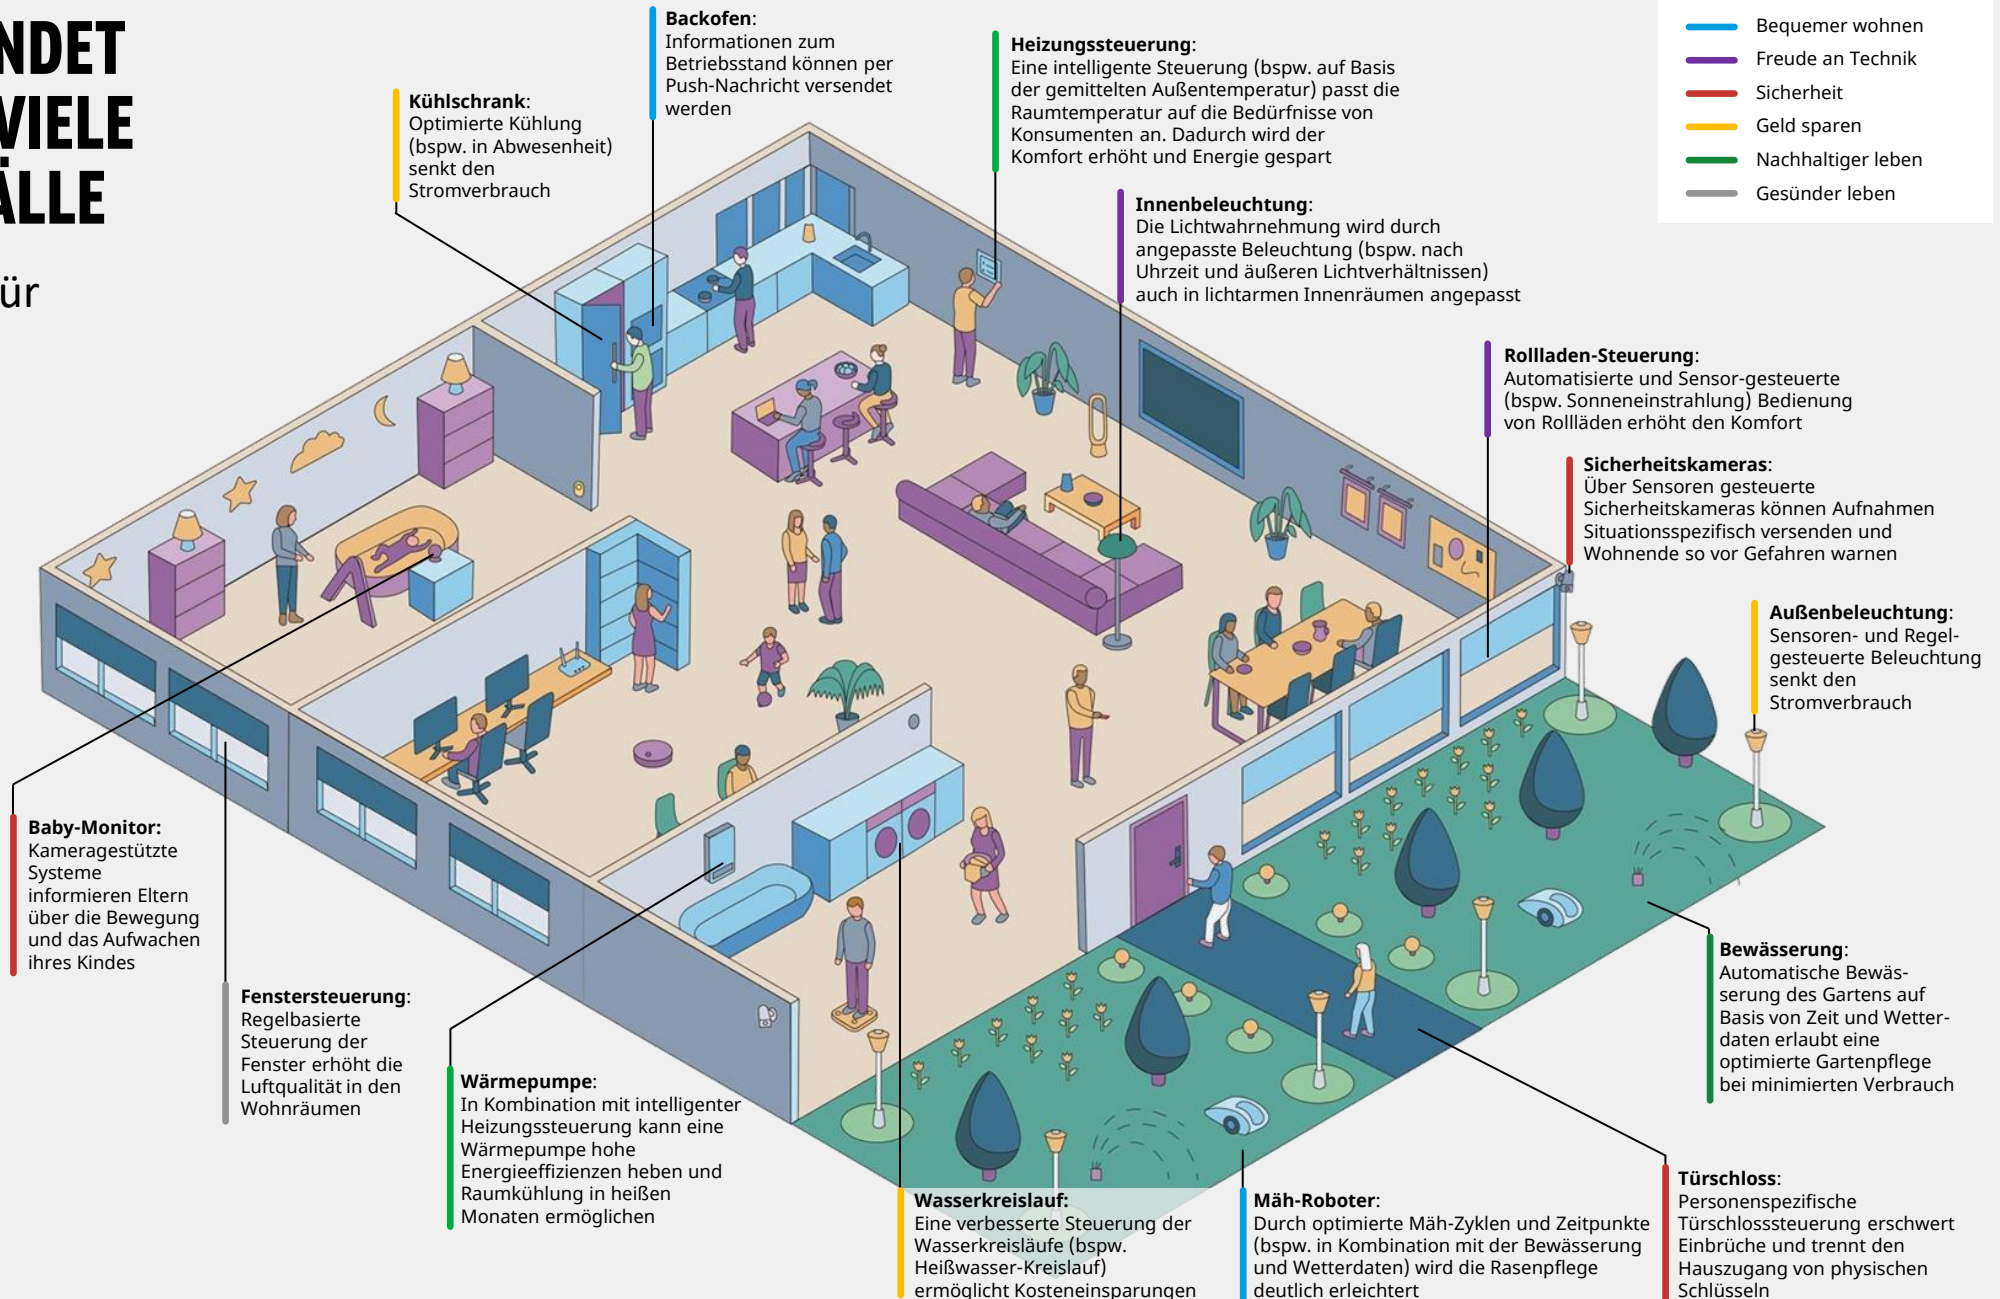 NDET
VIELE
ÄLLE
ür
Backofen:
Informationen zum
Betriebsstand können per
Push-Nachricht versendet
werden
Kühlschrank:
Optimierte Kühlung
(bspw. in Abwesenheit)
senkt den
Stromverbrauch
Heizungssteuerung:
Eine intelligente Steuerung (bspw. auf Basis
der gemittelten Außentemperatur) passt die
Raumtemperatur auf die Bedürfnisse von
Konsumenten an. Dadurch wird der
Komfort erhöht und Energie gespart
Bequemer wohnen
Freude an Technik
Sicherheit
Geld sparen
Nachhaltiger leben
Gesünder leben
Innenbeleuchtung:
Die Lichtwahrnehmung wird durch
angepasste Beleuchtung (bspw. nach
Uhrzeit und äußeren Lichtverhältnissen)
auch in lichtarmen Innenräumen angepasst
Rollladen-Steuerung:
Automatisierte und Sensor-gesteuerte
(bspw. Sonneneinstrahlung) Bedienung
von Rollläden erhöht den Komfort
Sicherheitskameras:
Über Sensoren gesteuerte
Sicherheitskameras können Aufnahmen
Situationsspezifisch versenden und
Wohnende so vor Gefahren warnen
Außenbeleuchtung:
Sensoren- und Regel-
gesteuerte Beleuchtung
senkt den
Stromverbrauch
Baby-Monitor:
Kameragestützte
Systeme
informieren Eltern
über die Bewegung
und das Aufwachen
ihres Kindes
Fenstersteuerung:
Regelbasierte
Steuerung der
Fenster erhöht die
Luftqualität in den
Wohnräumen
Wärmepumpe:
In Kombination mit intelligenter
Heizungssteuerung kann eine
Wärmepumpe hohe
Energieeffizienzen heben und
Raumkühlung in heißen
Monaten ermöglichen
Wasserkreislauf:
Eine verbesserte Steuerung der
Wasserkreisläufe (bspw.
Heißwasser-Kreislauf)
ermöglicht Kosteneinsparungen
Mäh-Roboter:
Durch optimierte Mäh-Zyklen und Zeitpunkte
(bspw. in Kombination mit der Bewässerung
und Wetterdaten) wird die Rasenpflege
deutlich erleichtert
Bewässerung:
Automatische Bewäs-
serung des Gartens auf
Basis von Zeit und Wetter-
daten erlaubt eine
optimierte Gartenpflege
bei minimierten Verbrauch
Türschloss:
Personenspezifische
Türschlosssteuerung erschwert
Einbrüche und trennt den
Hauszugang von physischen
Schlüsseln